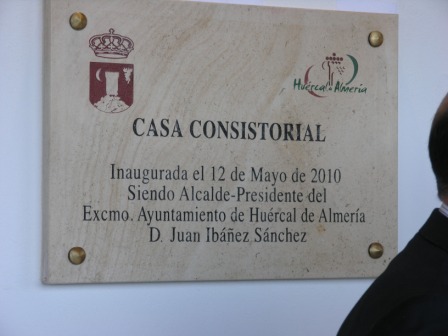 Huércal de Almería
CASA CONSISTORIAL
Inaugurada el 12 de Mayo de 2010
Siendo Alcalde-Presidente del
Excmo. Ayuntamiento de Huércal de Almería
D. Juan Ibáñez Sánchez